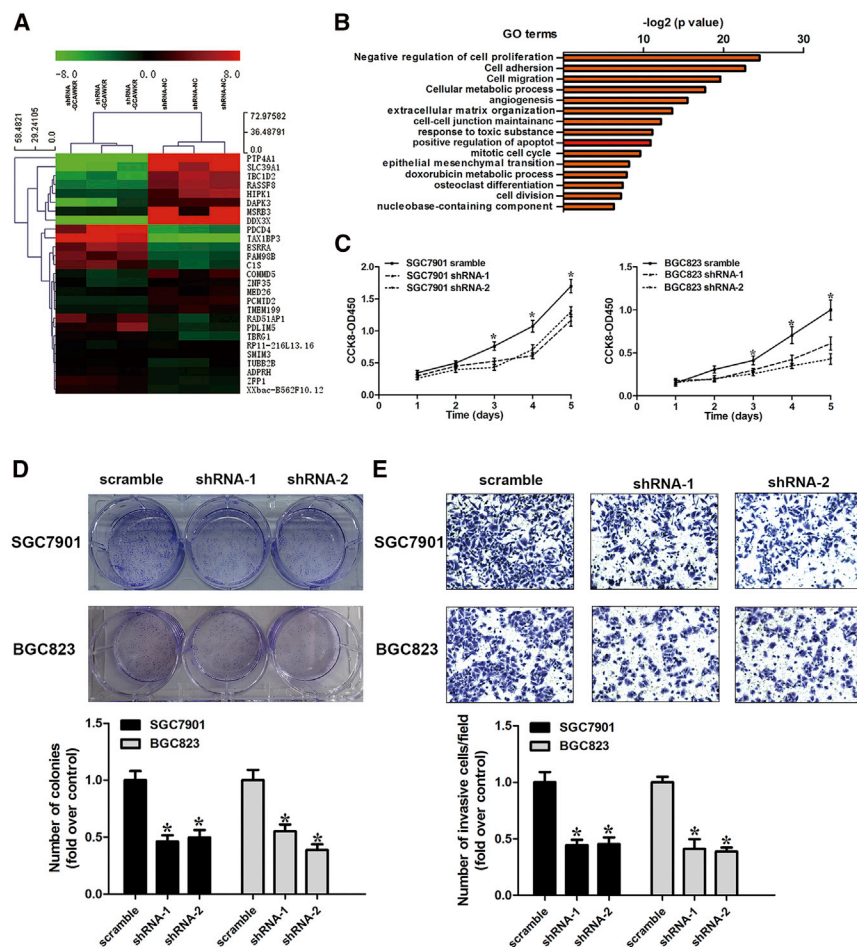 A
-8.0
0.0
8.0
shRNA-GCAWKR
shRNA-GCAWKR
shRNA-GCAWKR
shRNA-NC
shRNA-NC
shRNA-NC
58.4821
29.24105
0.0
72.97582
36.48791
0.0
PTP4A1
SLC39A1
TBC1D2
RASSF8
HIPK1
DAPK3
MSRB3
DDX3X
PDCD4
TAX1BP3
ESRRA
FAM98B
C1S
COMMD5
ZNF35
MED26
PCMTD2
TMEM199
RAD51AP1
PDLIM5
TBRG1
RP11-216L13.16
SMIM3
TUBB2B
ADPRH
ZFP1
XXbac-B562F10.12
B
GO terms
-log2 (p value)
0 10 20 30
Negative regulation of cell proliferation
Cell adhersion
Cell migration
Cellular metabolic process
angiogenesis
extracellular matrix organization
cell-cell junction maintainanc
response to toxic substance
positive regulation of apoptot
mitotic cell cycle
epithelial mesenchymal transition
doxorubicin metabolic process
osteoclast differentiation
cell division
nucleobase-containing component
C
SGC7901 sramble
SGC7901 shRNA-1
SGC7901 shRNA-2
CCK8-OD450
2.0
1.5
1.0
0.5
0.0
* * *
1 2 3 4 5
Time (days)
BGC823 sramble
BGC823 shRNA-1
BGC823 shRNA-2
CCK8-OD450
1.5
1.0
0.5
0.0
* * *
1 2 3 4 5
Time (days)
D
scramble shRNA-1 shRNA-2
SGC7901
BGC823
Number of colonies
(fold over control)
1.5
1.0
0.5
0.0
SGC7901
BGC823
* * * *
scramble
shRNA-1
shRNA-2
scramble
shRNA-1
shRNA-2
E
scramble shRNA-1 shRNA-2
SGC7901
BGC823
Number of invasive cells/field
(fold over control)
1.5
1.0
0.5
0.0
SGC7901
BGC823
* * * *
scramble
shRNA-1
shRNA-2
scramble
shRNA-1
shRNA-2